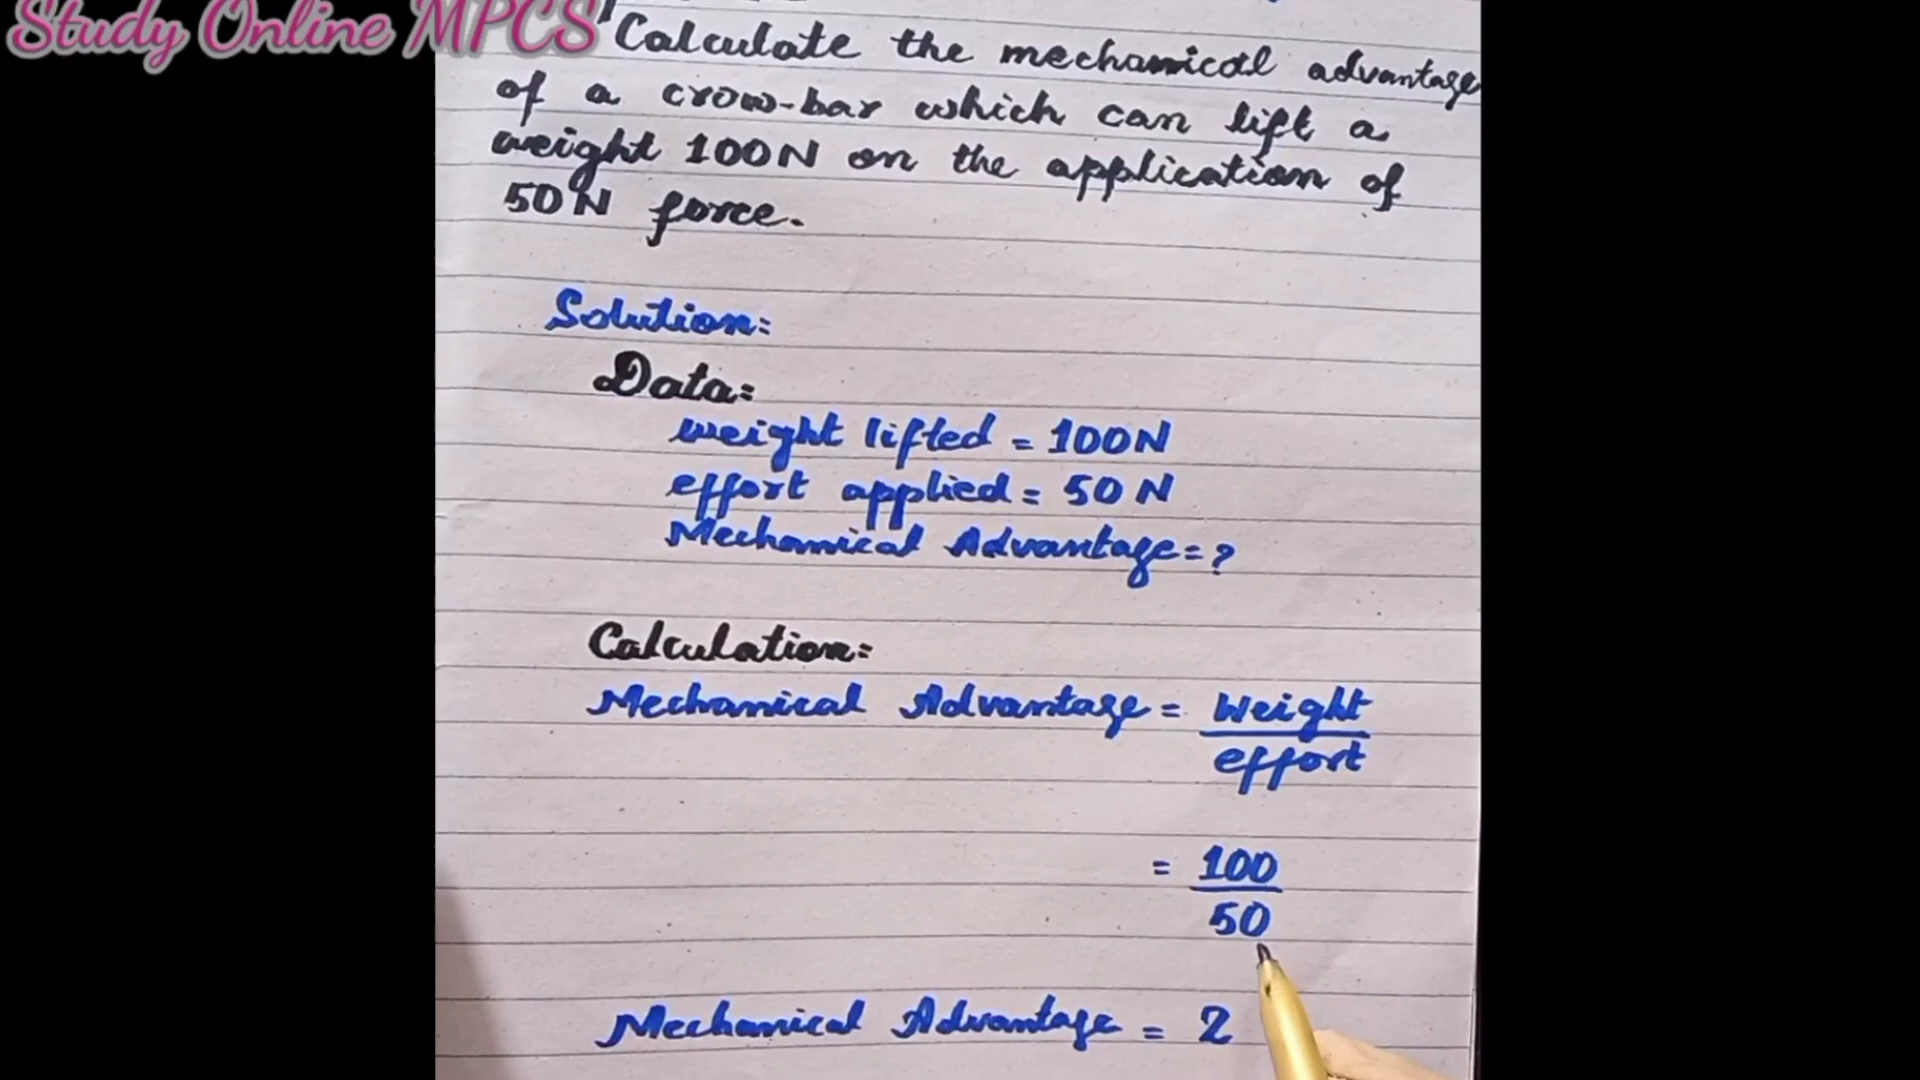 Study Online MPCS
Calculate the mechanical advantage
of a crow-bar which can lift a
weight 100N on the application of
50N force.
Solution:
Data:
weight lifted = 100N
effort applied = 50 N
Mechanical Advantage = ?
Calculation:
Mechanical Advantage = Weight
effort
= 100
50
Mechanical Advantage = 2